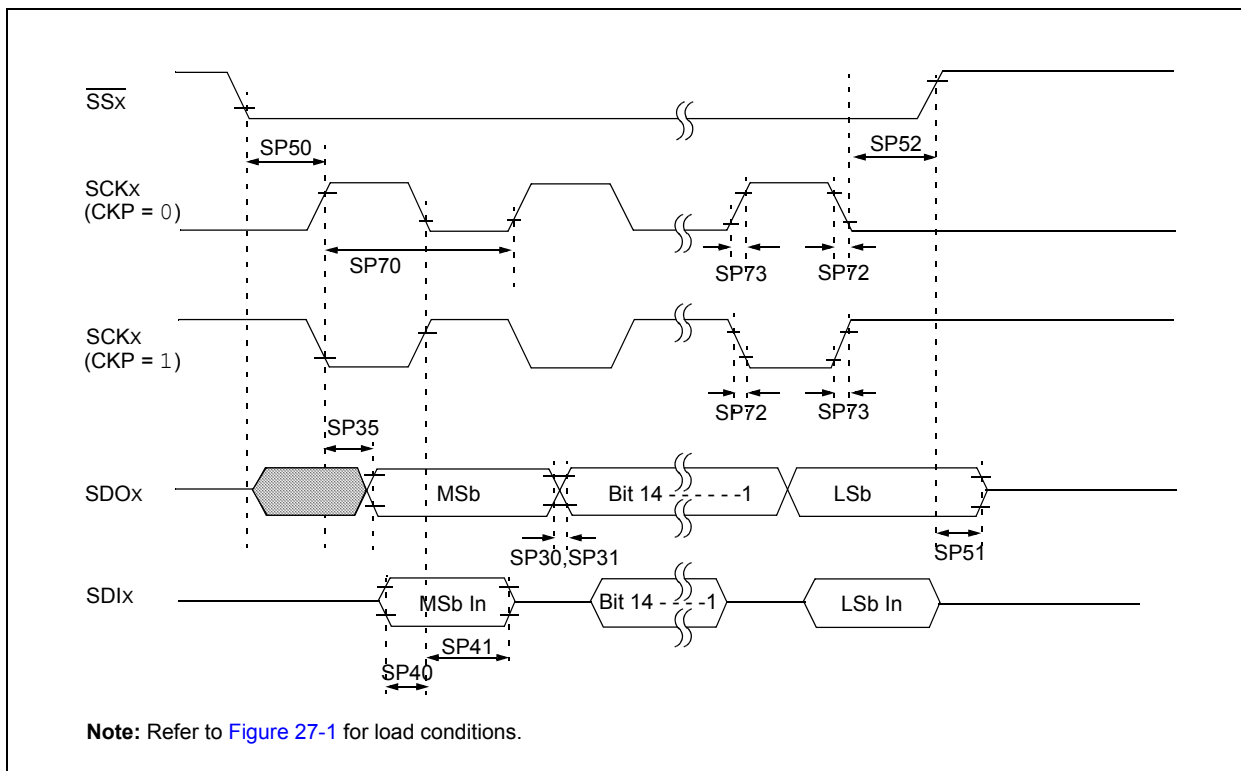 SSx
SP50
SP52
SCKx
(CKP = 0)
SP70
SP73
SP72
SCKx
(CKP = 1)
SP72
SP73
SP35
SDOx
MSb
Bit 14 - - - - - -1
LSb
SP30,SP31
SP51
SDIx
MSb In
Bit 14 - - - -1
LSb In
SP41
SP40
Note: Refer to Figure 27-1 for load conditions.